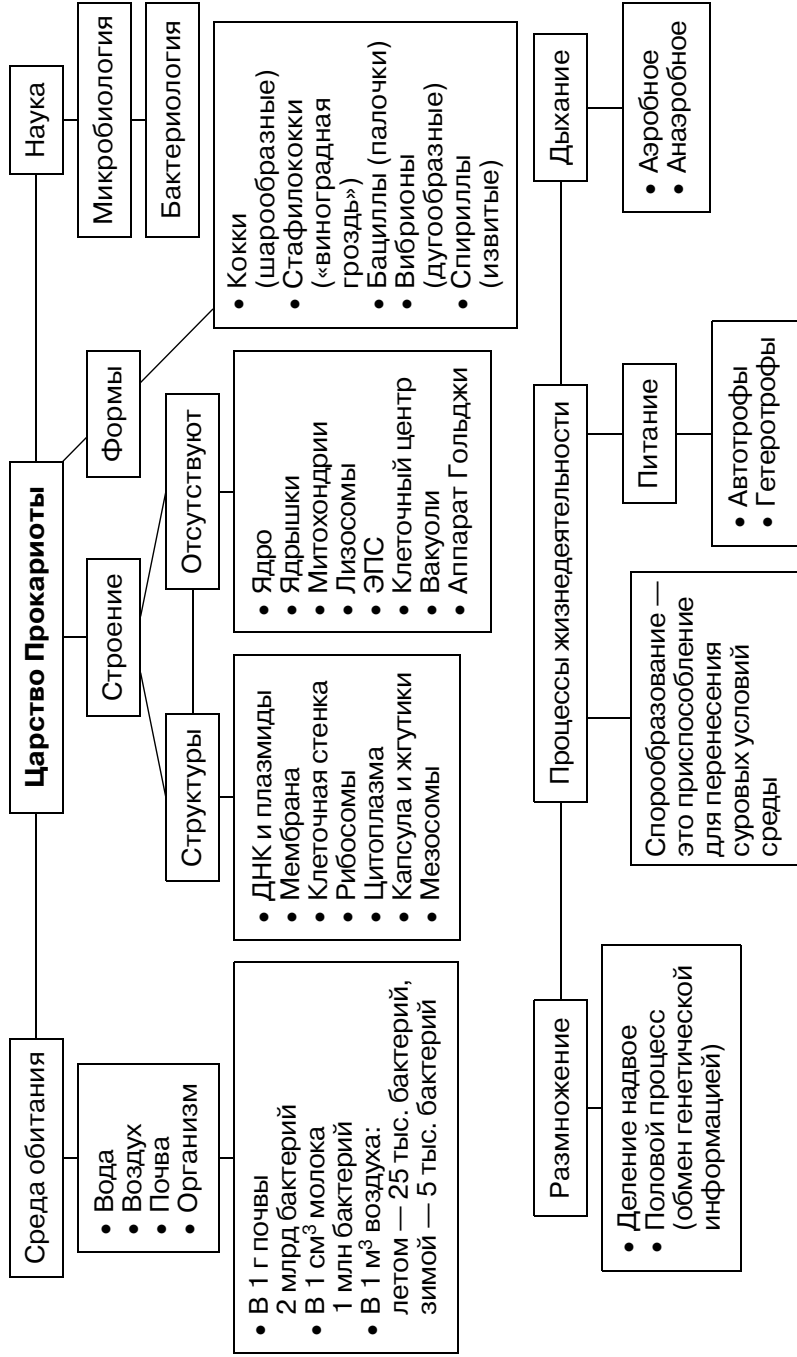 Царство Прокариоты
Среда обитания
• Вода
• Воздух
• Почва
• Организм
• В 1 г почвы
2 млрд бактерий
• В 1 см³ молока
1 млн бактерий
• В 1 м³ воздуха:
летом — 25 тыс. бактерий,
зимой — 5 тыс. бактерий
Строение
Структуры
• ДНК и плазмиды
• Мембрана
• Клеточная стенка
• Рибосомы
• Цитоплазма
• Капсула и жгутики
• Мезосомы
Отсутствуют
• Ядро
• Ядрышки
• Митохондрии
• Лизосомы
• ЭПС
• Клеточный центр
• Вакуоли
• Аппарат Гольджи
Формы
• Кокки
(шарообразные)
• Стафилококки
(«виноградная
гроздь»)
• Бациллы (палочки)
• Вибрионы
(дугообразные)
• Спириллы
(извитые)
Наука
Микробиология
Бактериология
Процессы жизнедеятельности
Размножение
• Деление надвое
• Половой процесс
(обмен генетической
информацией)
Спорообразование —
это приспособление
для перенесения
суровых условий
среды
Питание
• Автотрофы
• Гетеротрофы
Дыхание
• Аэробное
• Анаэробное